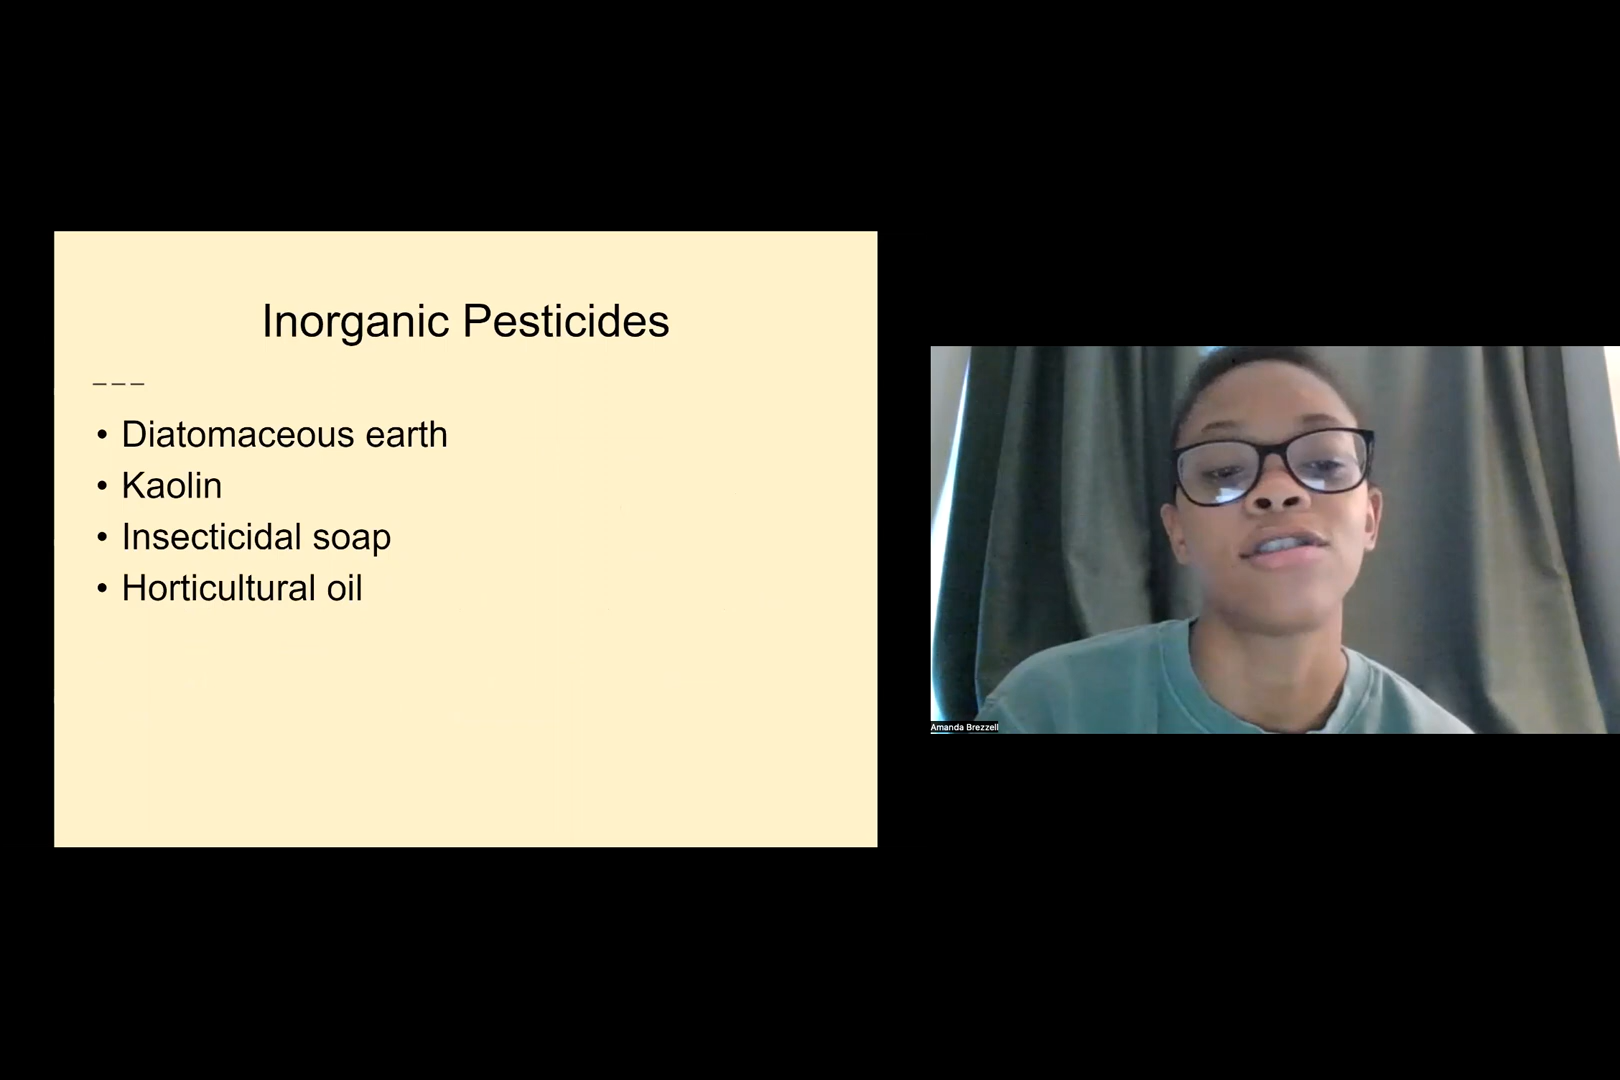 Inorganic Pesticides
---
• Diatomaceous earth
• Kaolin
• Insecticidal soap
• Horticultural oil
Amanda Brezzell